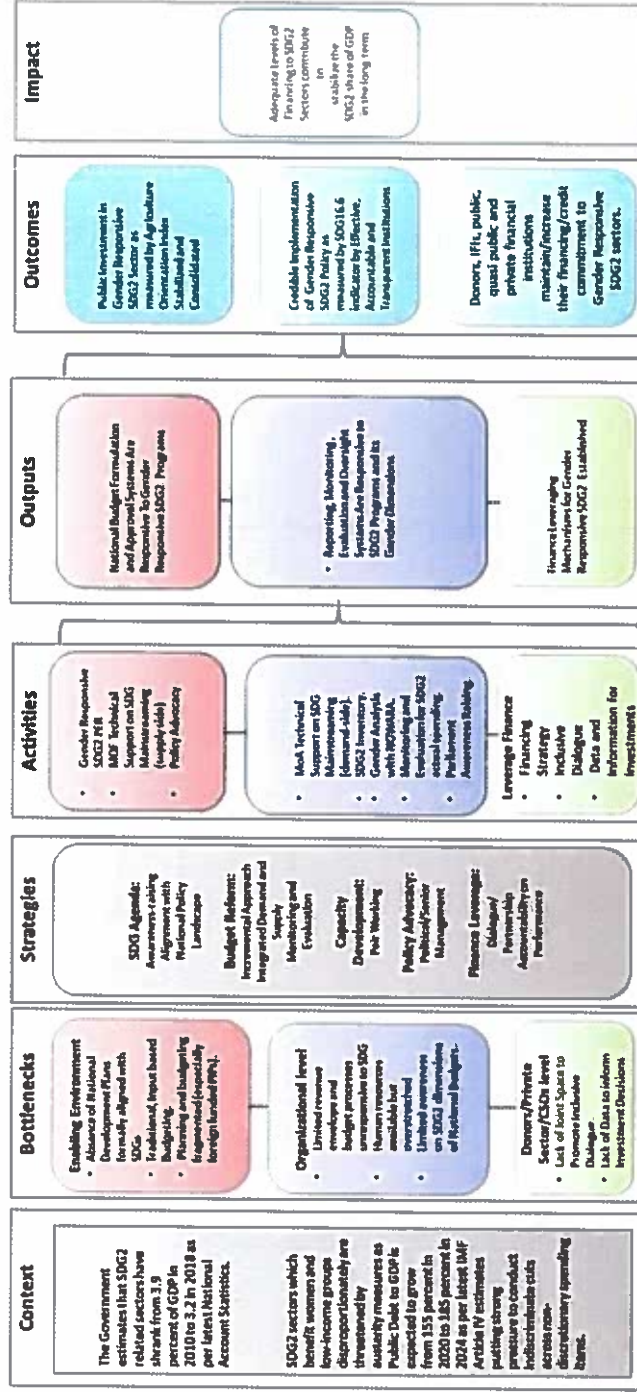 Context
The Government
estimates that SDG2
related sectors have
shrank from 3.9
percent of GDP in
2010 to 3.2 in 2018 as
per latest National
Account Statistics.
SDG2 sectors which
benefit women and
low-income groups
disproportionately are
threatened by
austerity measures as
Public Debt to GDP is
expected to grow
from 155 percent in
2020 to 185 percent in
2024 as per latest IMF
Article IV estimates
putting strong
pressure to conduct
indiscriminate cuts
across non-
discretionary spending
items.
Bottlenecks
Enabling Environment
• Absence of National
Development Plans
formally aligned with
SDG.
• Traditional, Input based
Budgeting.
• Planning and budgeting
fragmented (especially
foreign funded PIPs).
Organizational level
• Limited revenue
envelope and
budget processes
unresponsive to SDG
• Human resources
available but
overstretched
• Limited awareness
on SDG2 dimensions
of National Budgets.
Donors/Private
Sector/CSOs level
• Lack of Joint Space to
Promote Inclusive
Dialogue.
• Lack of Data to inform
Investment Decisions
Strategies
SDG Agenda:
Awareness-raising
Alignment with
National Policy
Landscape
Budget Reform:
Incremental Approach
Integrated Demand and
Supply
Monitoring and
Evaluation
Capacity
Development:
Pair Working
Policy Advocacy:
Political/Senior
Management
Finance Leverage:
Dialogue/
Partnership
Accountability on
Performance
Activities
• Gender Responsive
SDG2 PER
• MOF Technical
Support on SDG
Mainstreaming
(supply side)
• Policy Advocacy
• MoA Technical
Support on SDG
Mainstreaming
(demand-side).
• SDG2 Inventory.
• Gender Analysis
with
• Monitoring and
Evaluation for SDG2
actual spending.
• Parliament
Awareness Raising.
Leverage Finance
• Financing
Strategy
• Inclusive
Dialogue
• Data and
Information for
Investments
Outputs
National Budget Formulation
and Approval Systems Are
Responsive To Gender
Responsive SDG2 Programs
• Reporting, Monitoring,
Evaluation and Oversight
Systems Are Responsive to
SDG2 Programs and its
Gender Dimensions
Finance Leveraging
Mechanisms for Gender
Responsive SDG2 Established
Outcomes
Public Investment in
Gender Responsive
SDG2 Sector as
measured by Agriculture
Orientation Index
Stabilized and
Consolidated
Credible Implementation
of Gender Responsive
SDG2 Policy as
measured by SDG16.6
indicator by Effective,
Accountable and
Transparent Institutions
Donors, IFIs, public,
quasi public and
private financial
institutions
maintain/increase
their financing/credit
commitment to
Gender Responsive
SDG2 sectors.
Impact
Adequate levels of
Financing to SDG2
Sectors contribute
to
stabilize the
SDG2 share of GDP
in the long term